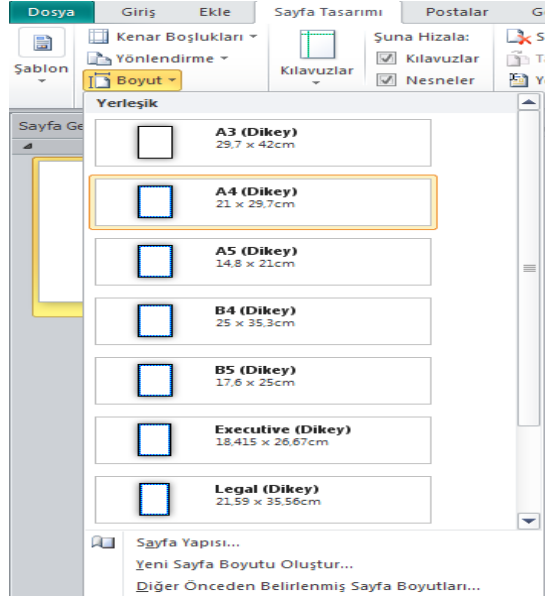 Dosya Giriş Ekle Sayfa Tasarımı Postalar
Kenar Boşlukları Şuna Hizala:
Yönlendirme Kılavuzlar
Şablon Kılavuzlar
Boyut Nesneler
Yerleşik
Sayfa
A3 (Dikey)
29,7 x 42cm
A4 (Dikey)
21 x 29,7cm
A5 (Dikey)
14,8 x 21cm
B4 (Dikey)
25 x 35,3cm
B5 (Dikey)
17,6 x 25cm
Executive (Dikey)
18,415 x 26,67cm
Legal (Dikey)
21,59 x 35,56cm
Sayfa Yapısı...
Yeni Sayfa Boyutu Oluştur...
Diğer Önceden Belirlenmiş Sayfa Boyutları...